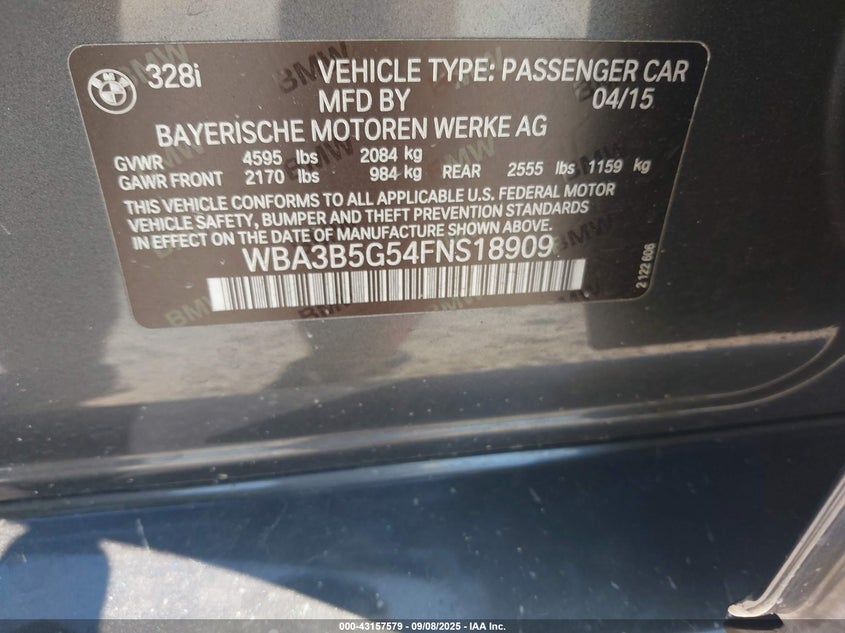 328i VEHICLE TYPE: PASSENGER CAR
MFD BY 04/15
BAYERISCHE MOTOREN WERKE AG
GVWR 4595 lbs 2084 kg
GAWR FRONT 2170 lbs 984 kg REAR 2555 lbs 1159 kg
THIS VEHICLE CONFORMS TO ALL APPLICABLE U.S. FEDERAL MOTOR
VEHICLE SAFETY, BUMPER AND THEFT PREVENTION STANDARDS
IN EFFECT ON THE DATE OF MANUFACTURE SHOWN ABOVE.
WBA3B5G54FNS18909
2 122 606
000-43157579 - 09/08/2025 - IAA Inc.